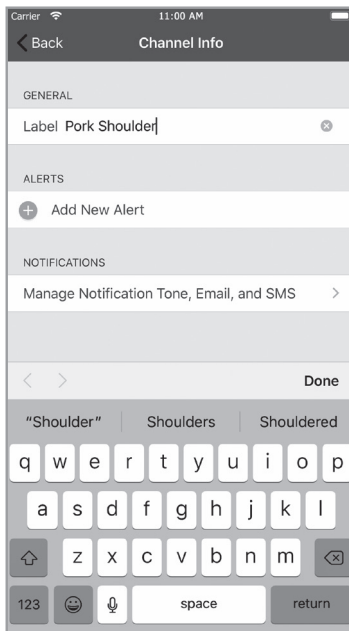 Carrier 11:00 AM
Back Channel Info
GENERAL
Label Pork Shoulder
ALERTS
Add New Alert
NOTIFICATIONS
Manage Notification Tone, Email, and SMS
Done
“Shoulder” Shoulders Shouldered
q w e r t y u i o p
a s d f g h j k l
z x c v b n m
123 space return